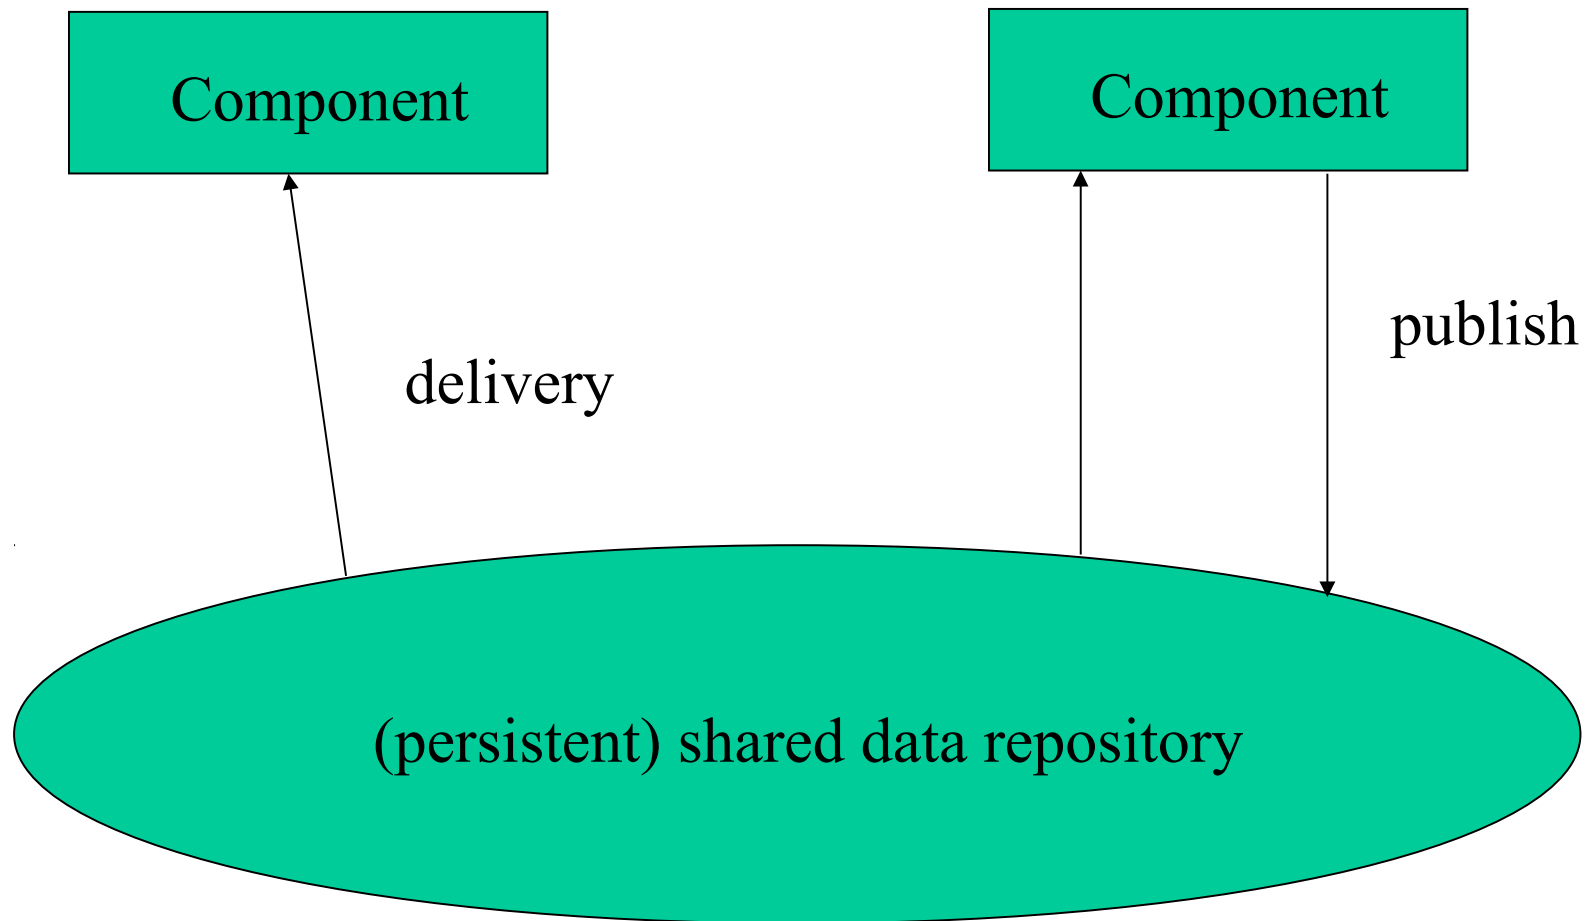 Component
Component
publish
delivery
(persistent) shared data repository